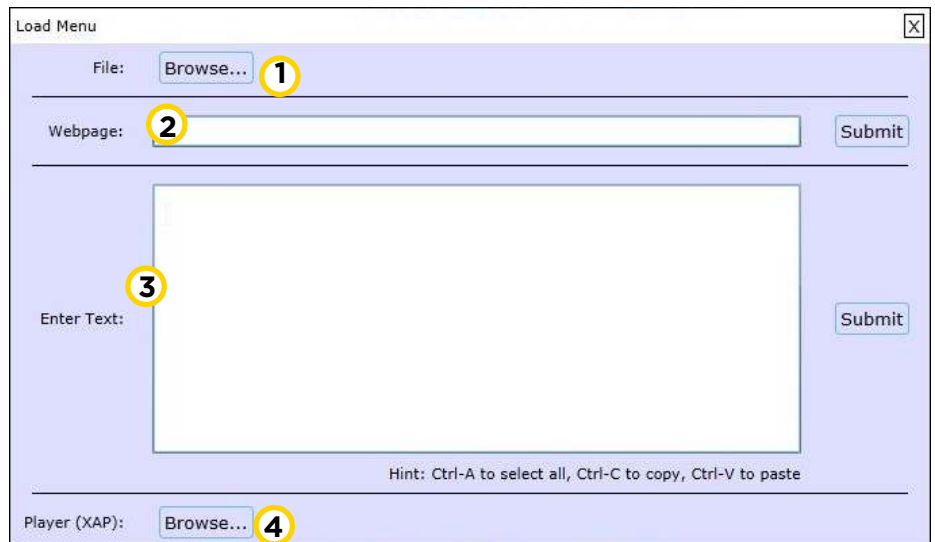 Load Menu X
File: Browse... 1
Webpage: 2 Submit
3
Enter Text: Submit
Hint: Ctrl-A to select all, Ctrl-C to copy, Ctrl-V to paste
Player (XAP): Browse... 4